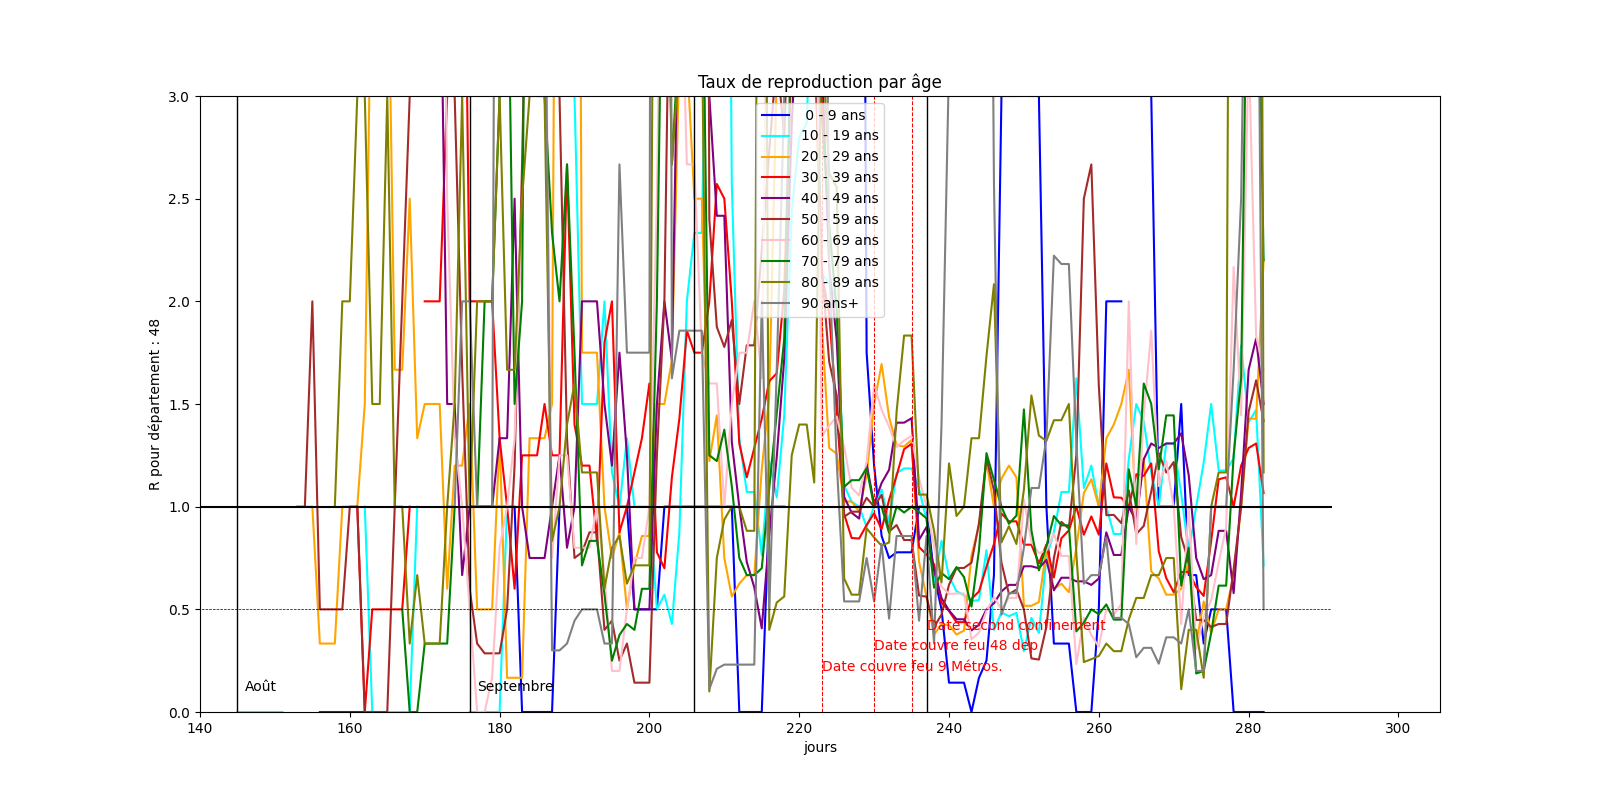 Taux de reproduction par âge
3.0
2.5
2.0
1.5
1.0
0.5
0.0
R pour département : 48
0 - 9 ans
10 - 19 ans
20 - 29 ans
30 - 39 ans
40 - 49 ans
50 - 59 ans
60 - 69 ans
70 - 79 ans
80 - 89 ans
90 ans+
Date second confinement
Date couvre feu 48 dep
Date couvre feu 9 Métros.
Août
Septembre
140
160
180
200
220
240
260
280
300
jours